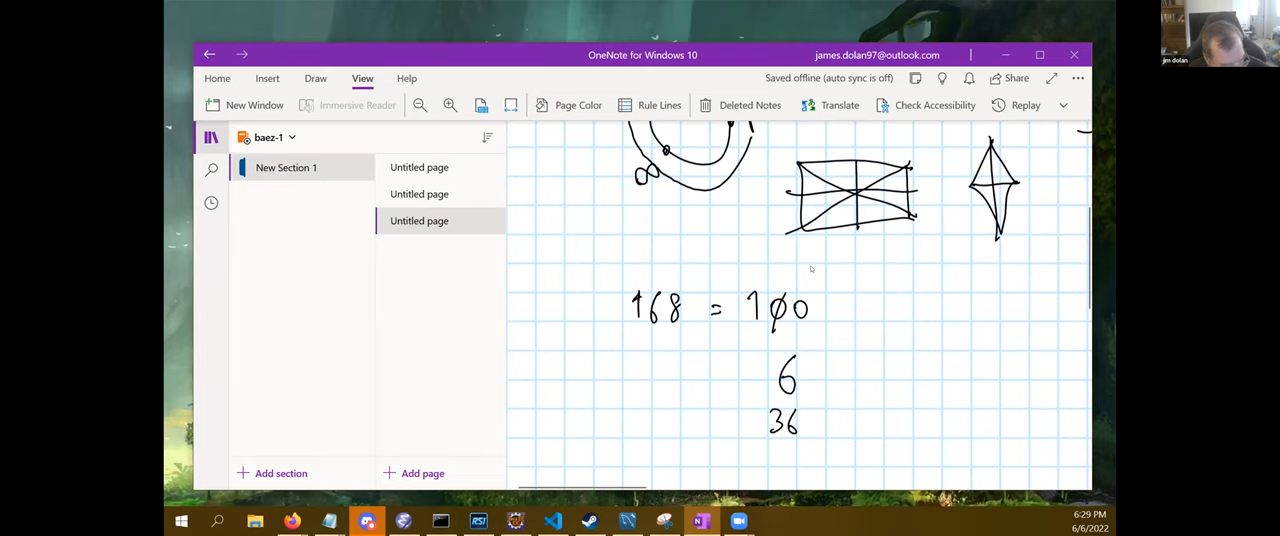 OneNote for Windows 10
james.dolan97@outlook.com
jim dolan
Home Insert Draw View Help
Saved offline (auto sync is off)
Share
New Window
Immersive Reader
Page Color
Rule Lines
Deleted Notes
Translate
Check Accessibility
Replay
baez-1
New Section 1
Untitled page
Untitled page
Untitled page
∞
168 = 100
6
36
Add section
Add page
RSI
6:29 PM
6/6/2022